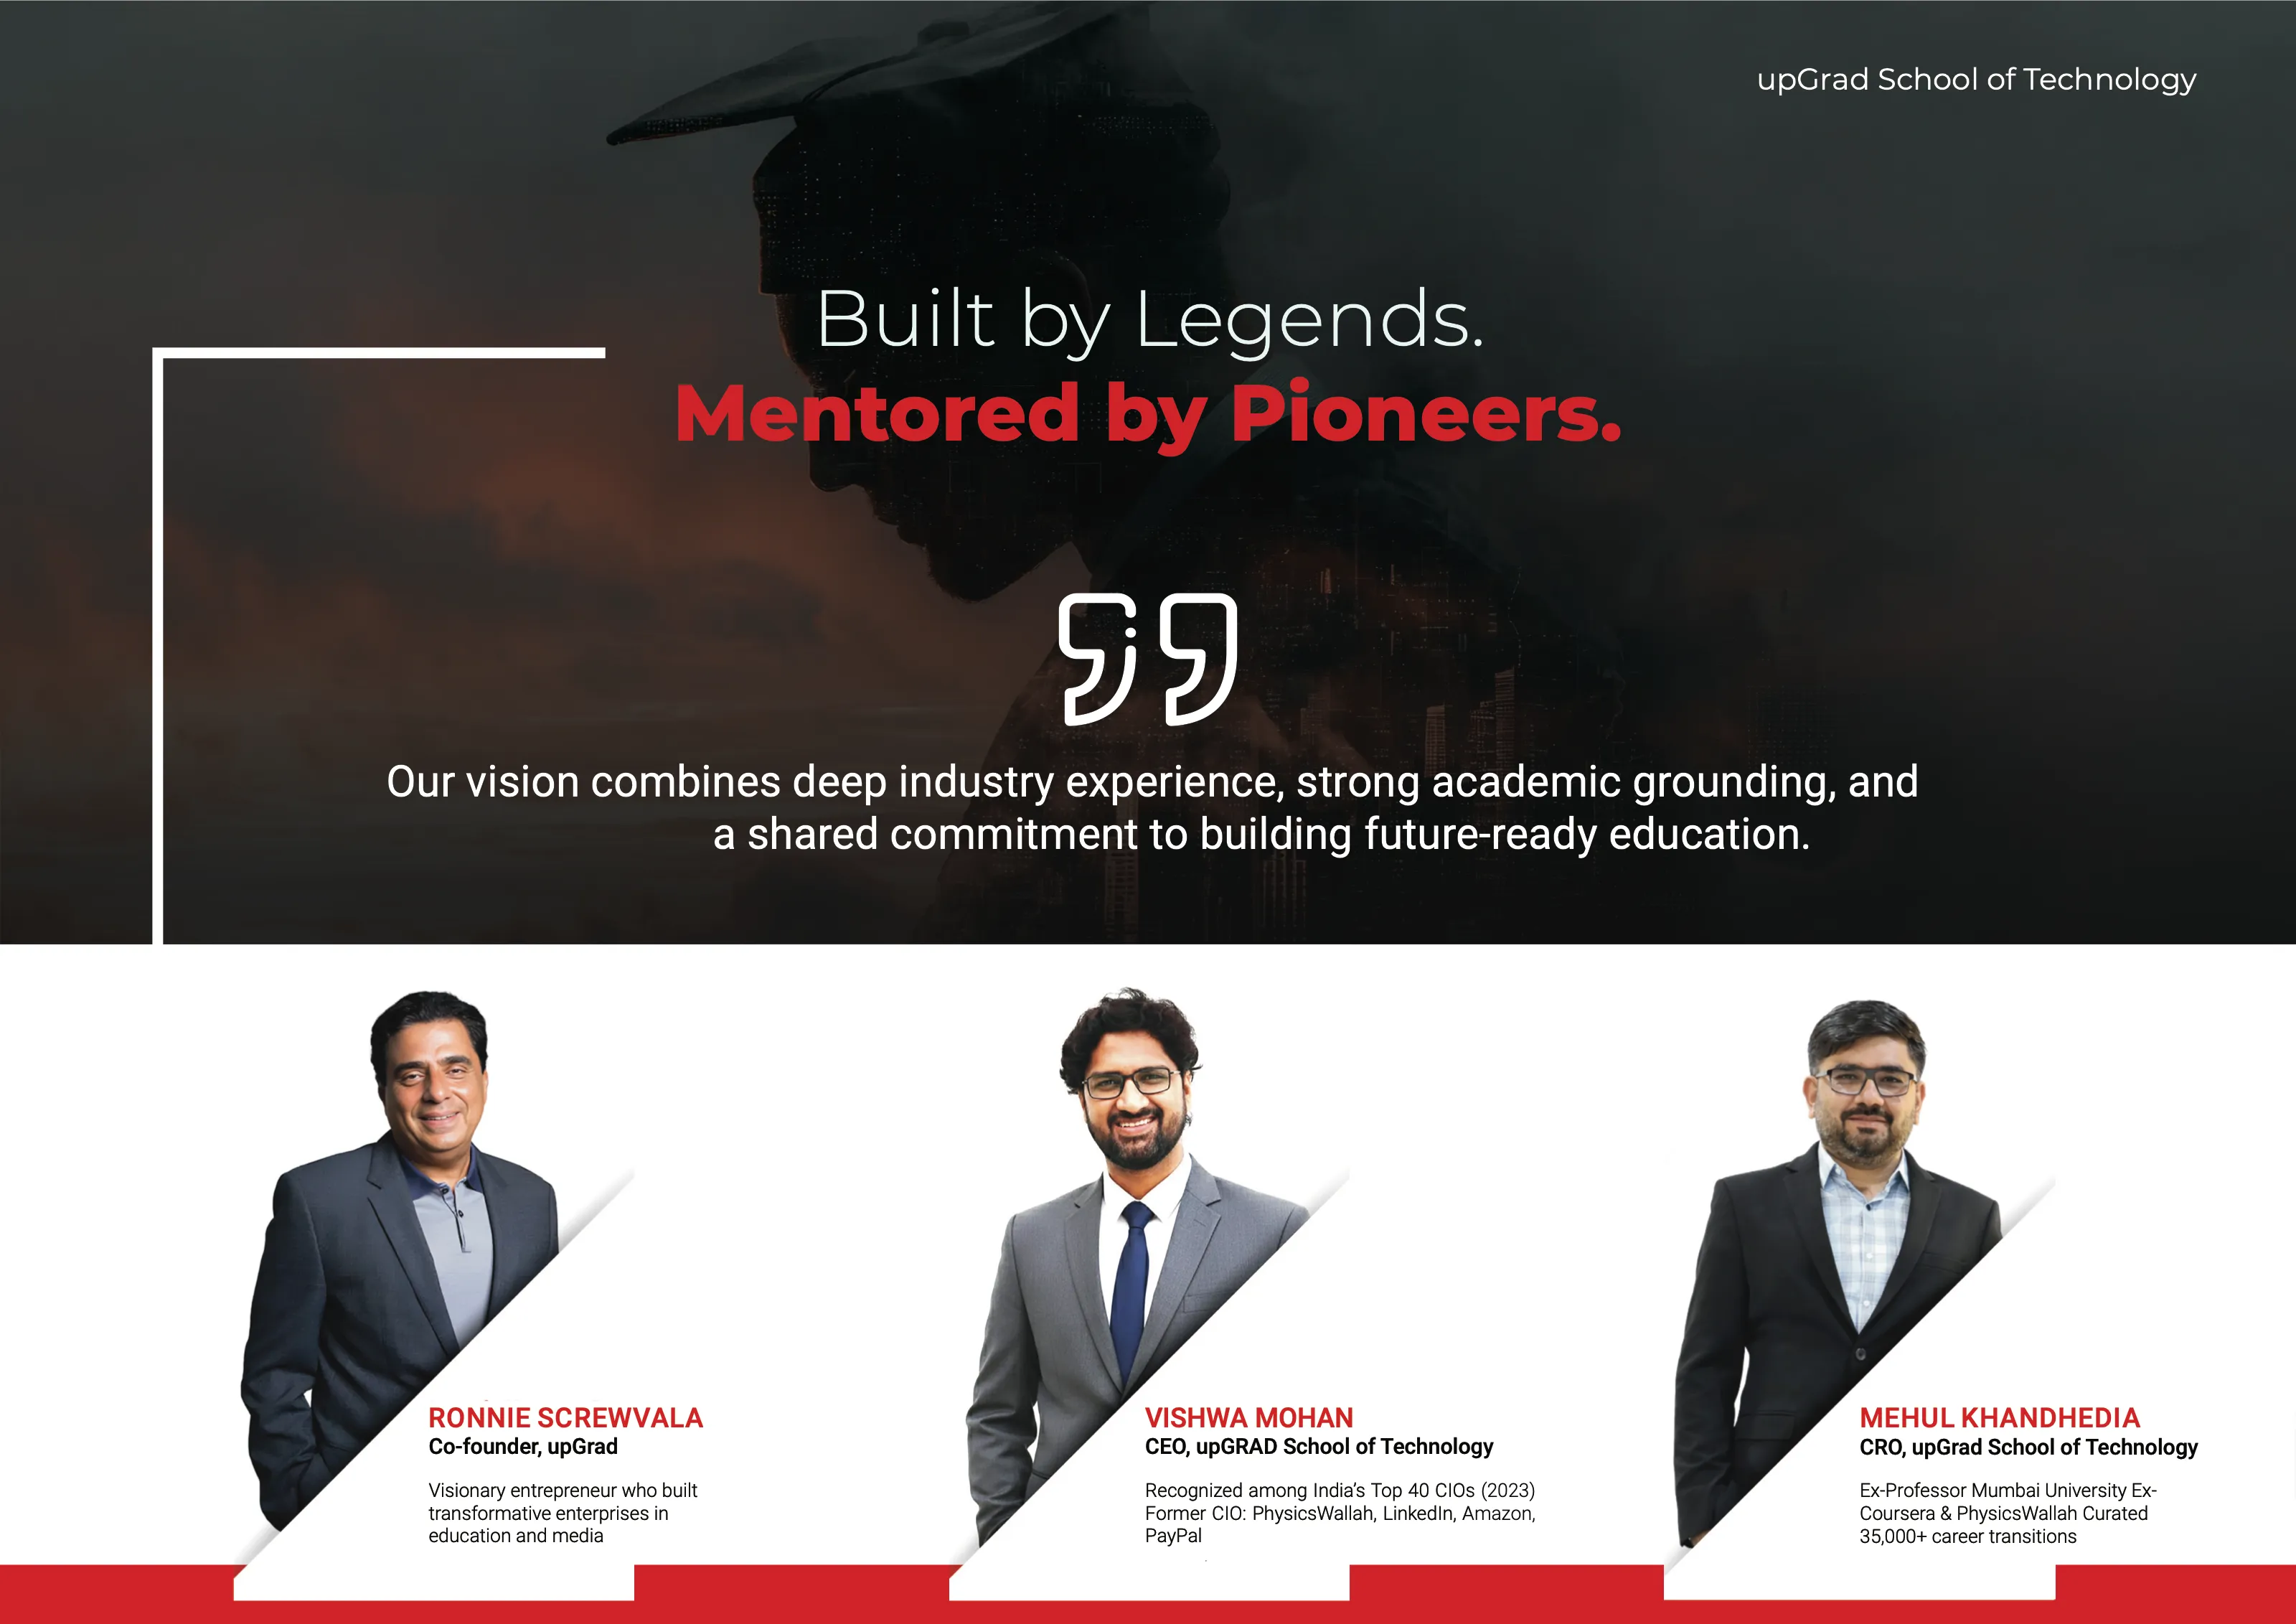 upGrad School of Technology
Built by Legends.
Mentored by Pioneers.
Our vision combines deep industry experience, strong academic grounding, and
a shared commitment to building future-ready education.
RONNIE SCREWVALA
Co-founder, upGrad
Visionary entrepreneur who built
transformative enterprises in
education and media
VISHWA MOHAN
CEO, upGRAD School of Technology
Recognized among India’s Top 40 CIOs (2023)
Former CIO: PhysicsWallah, LinkedIn, Amazon,
PayPal
MEHUL KHANDHEDIA
CRO, upGrad School of Technology
Ex-Professor Mumbai University Ex-
Coursera & PhysicsWallah Curated
35,000+ career transitions